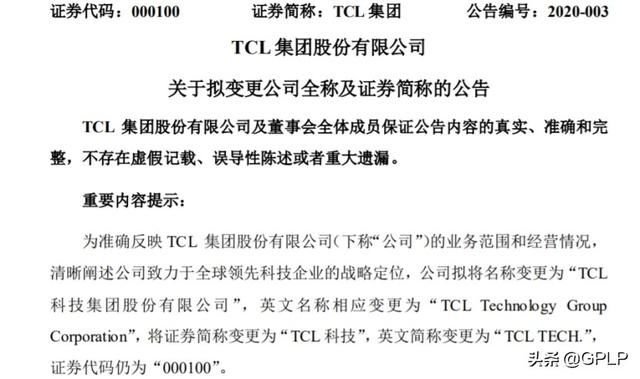 证券代码：000100 证券简称：TCL 集团 公告编号：2020-003
TCL 集团股份有限公司
关于拟变更公司全称及证券简称的公告
TCL 集团股份有限公司及董事会全体成员保证公告内容的真实、准确和完
整，不存在虚假记载、误导性陈述或者重大遗漏。
重要内容提示：
为准确反映 TCL 集团股份有限公司（下称“公司”）的业务范围和经营情况，
清晰阐述公司致力于全球领先科技企业的战略定位，公司拟将名称变更为“TCL
科技集团股份有限公司”，英文名称相应变更为“TCL Technology Group
Corporation”，将证券简称变更为“TCL 科技”，英文简称变更为“TCL TECH.”，
证券代码仍为“000100”。
头条 @GPLP